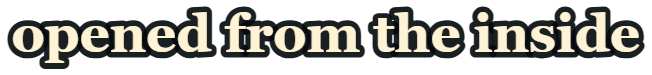 opened from the inside